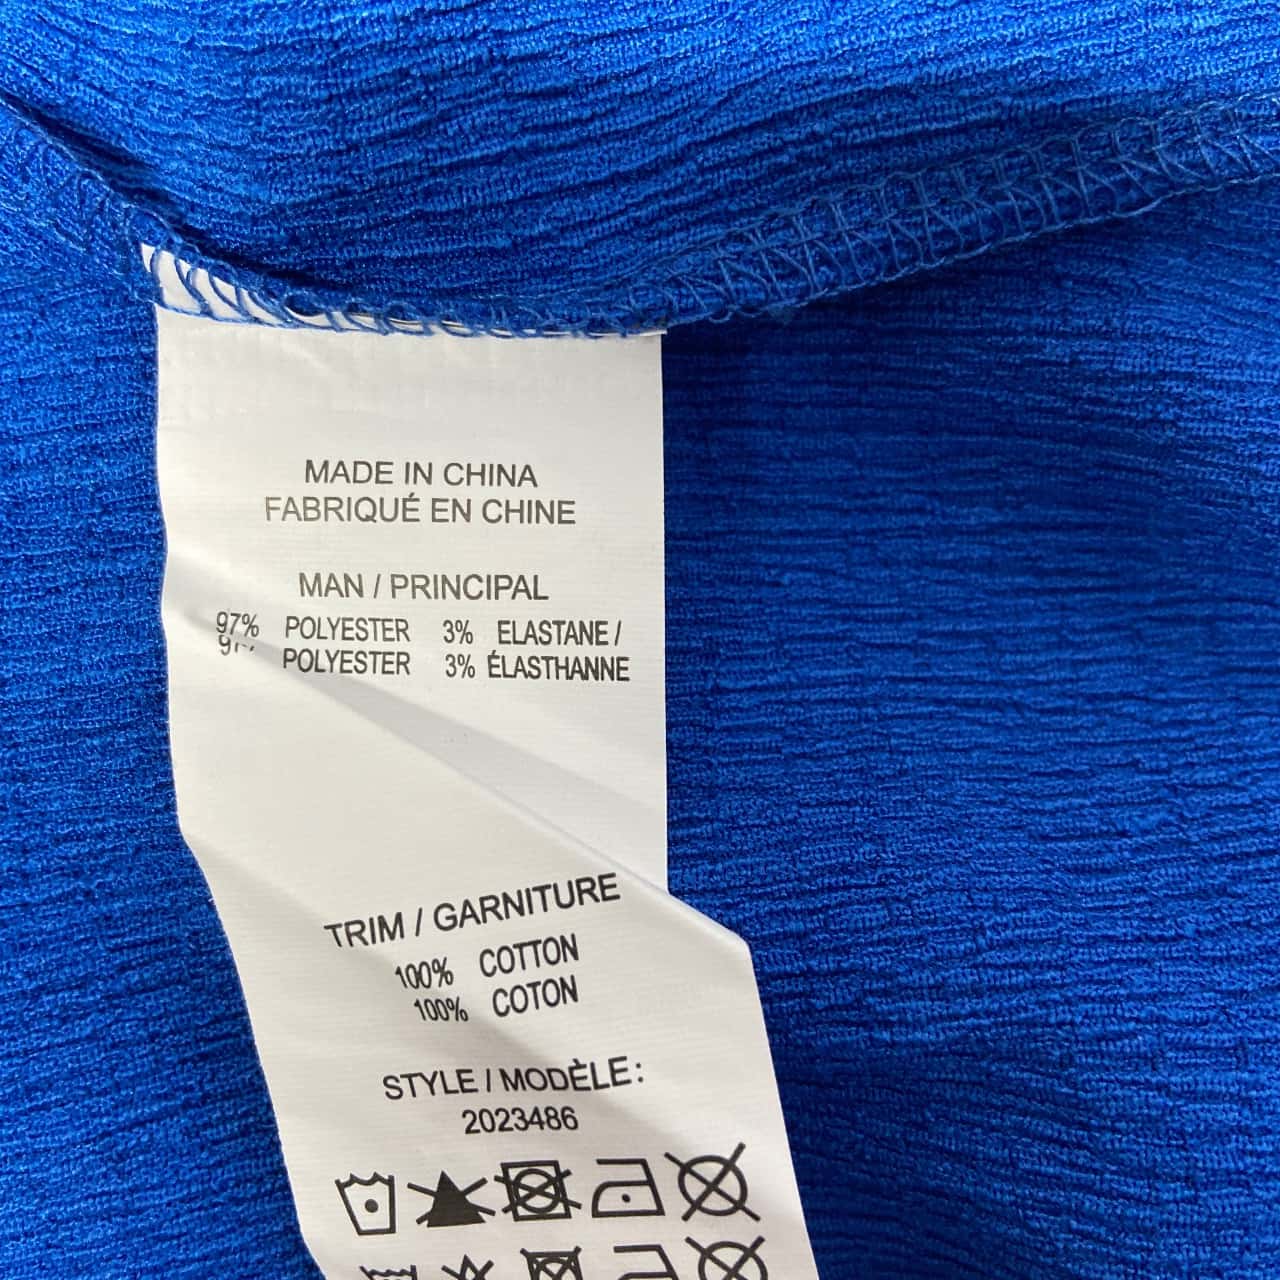 MADE IN CHINA
FABRIQUÉ EN CHINE
MAN / PRINCIPAL
97% POLYESTER 3% ELASTANE /
POLYESTER 3% ÉLASTHANNE
TRIM / GARNITURE
100% COTTON
100% COTON
STYLE / MODÈLE:
2023486